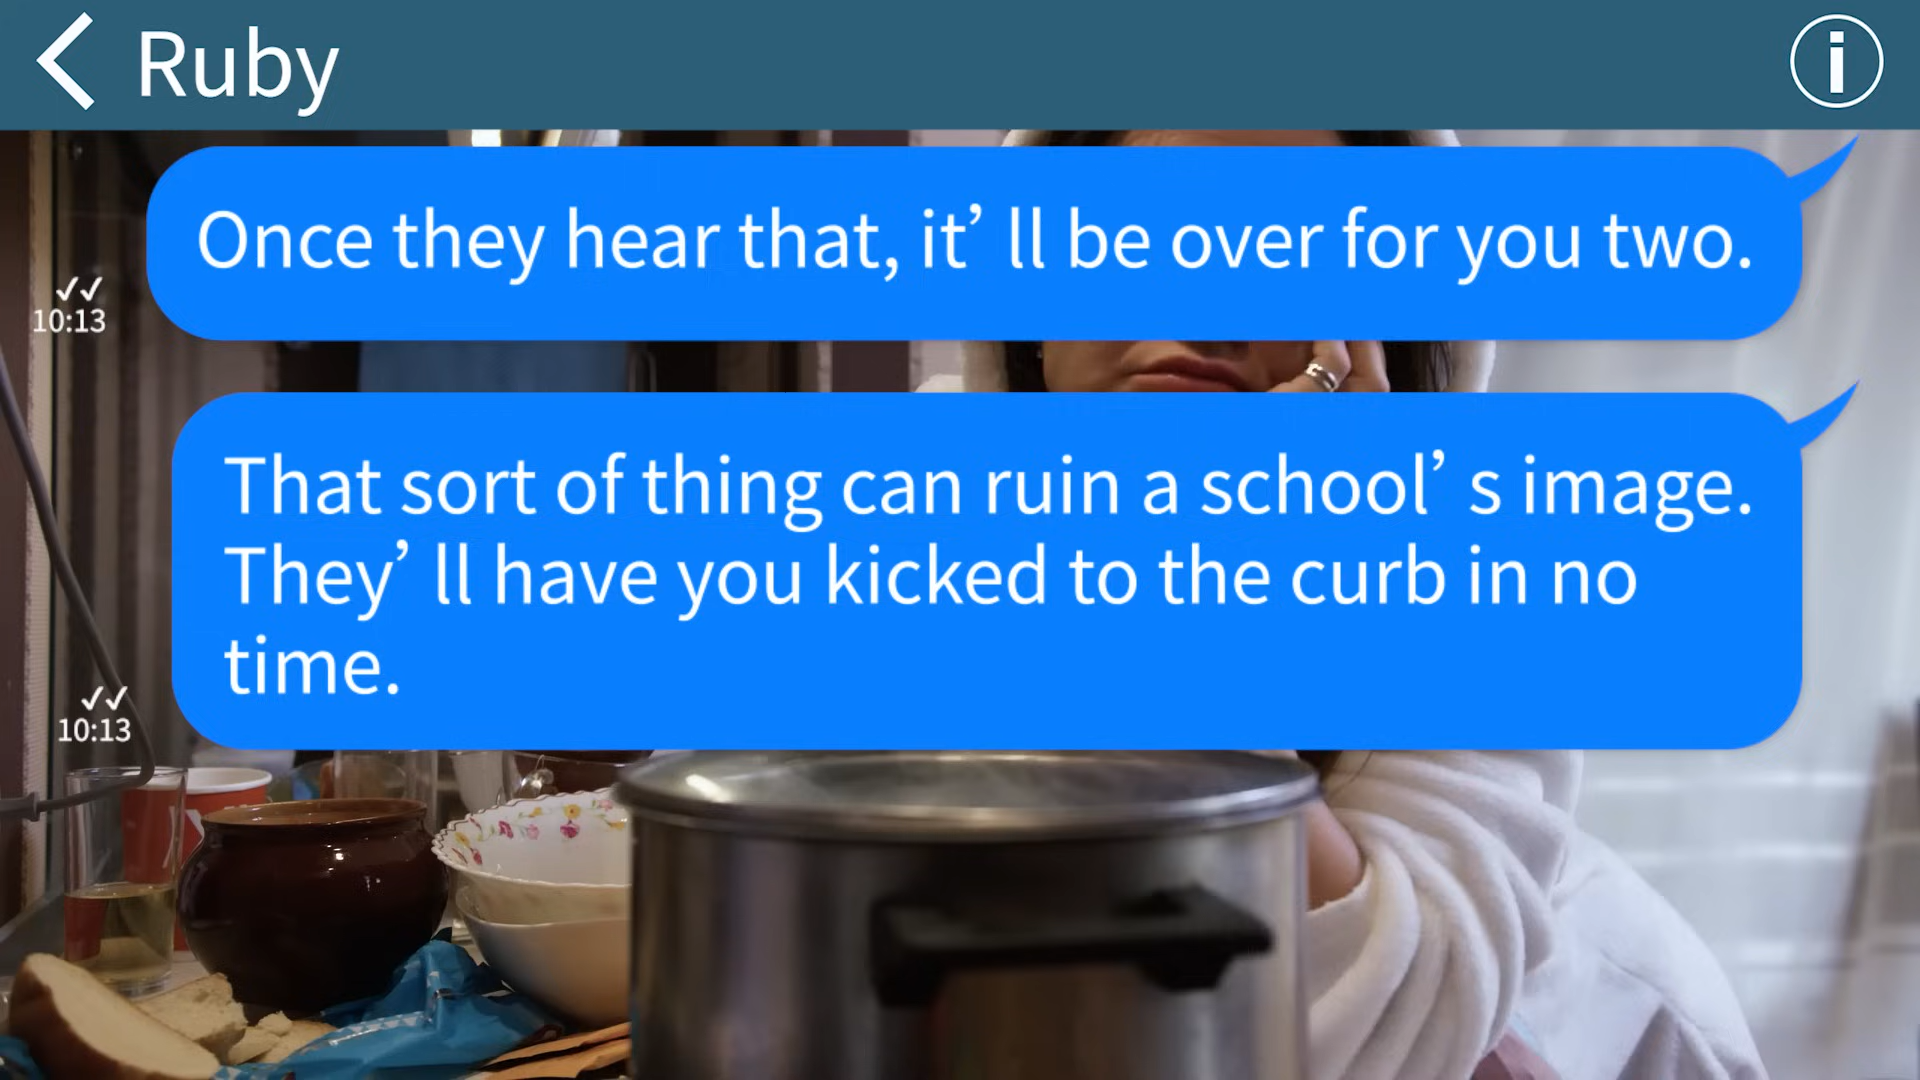 Ruby
Once they hear that, it’ ll be over for you two.
10:13
That sort of thing can ruin a school’ s image.
They’ ll have you kicked to the curb in no
time.
10:13